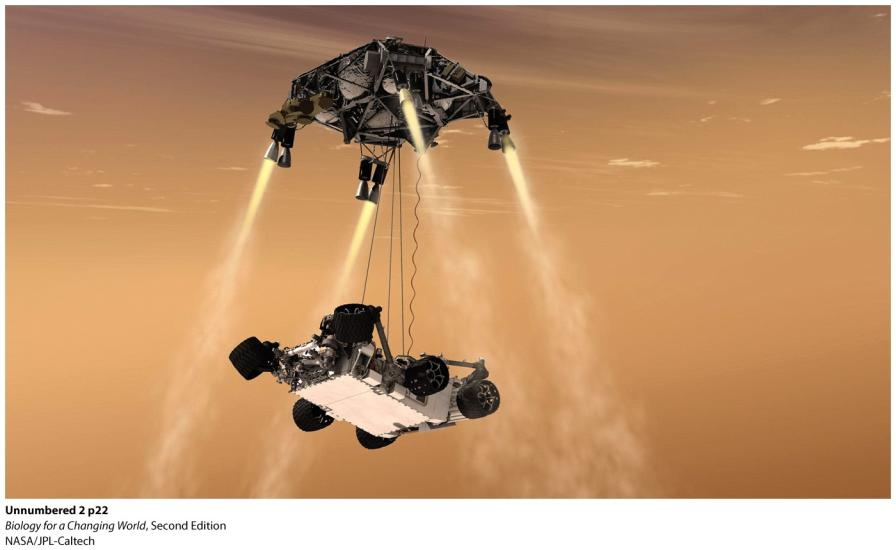 Unnumbered 2 p22
Biology for a Changing World, Second Edition
NASA/JPL-Caltech